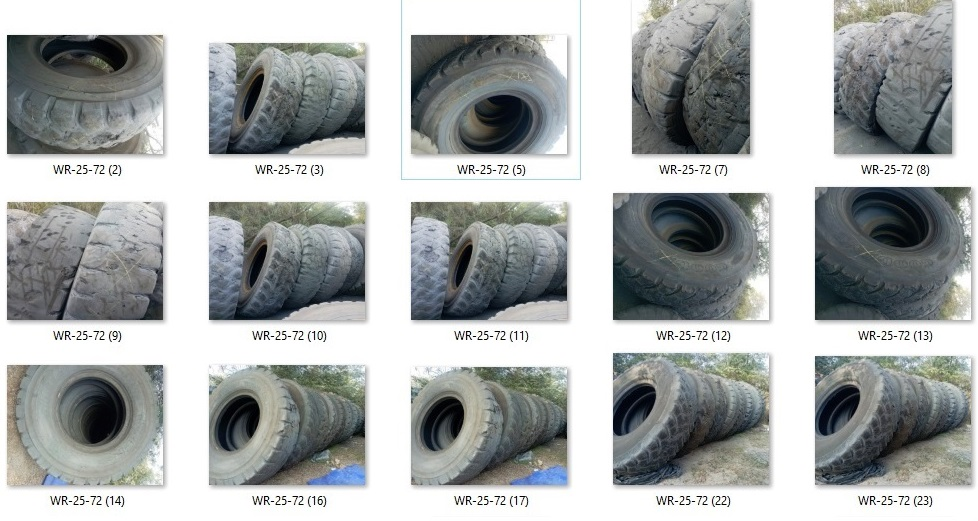 WR-25-72 (2)
WR-25-72 (3)
WR-25-72 (5)
WR-25-72 (7)
WR-25-72 (8)
WR-25-72 (9)
WR-25-72 (10)
WR-25-72 (11)
WR-25-72 (12)
WR-25-72 (13)
WR-25-72 (14)
WR-25-72 (16)
WR-25-72 (17)
WR-25-72 (22)
WR-25-72 (23)